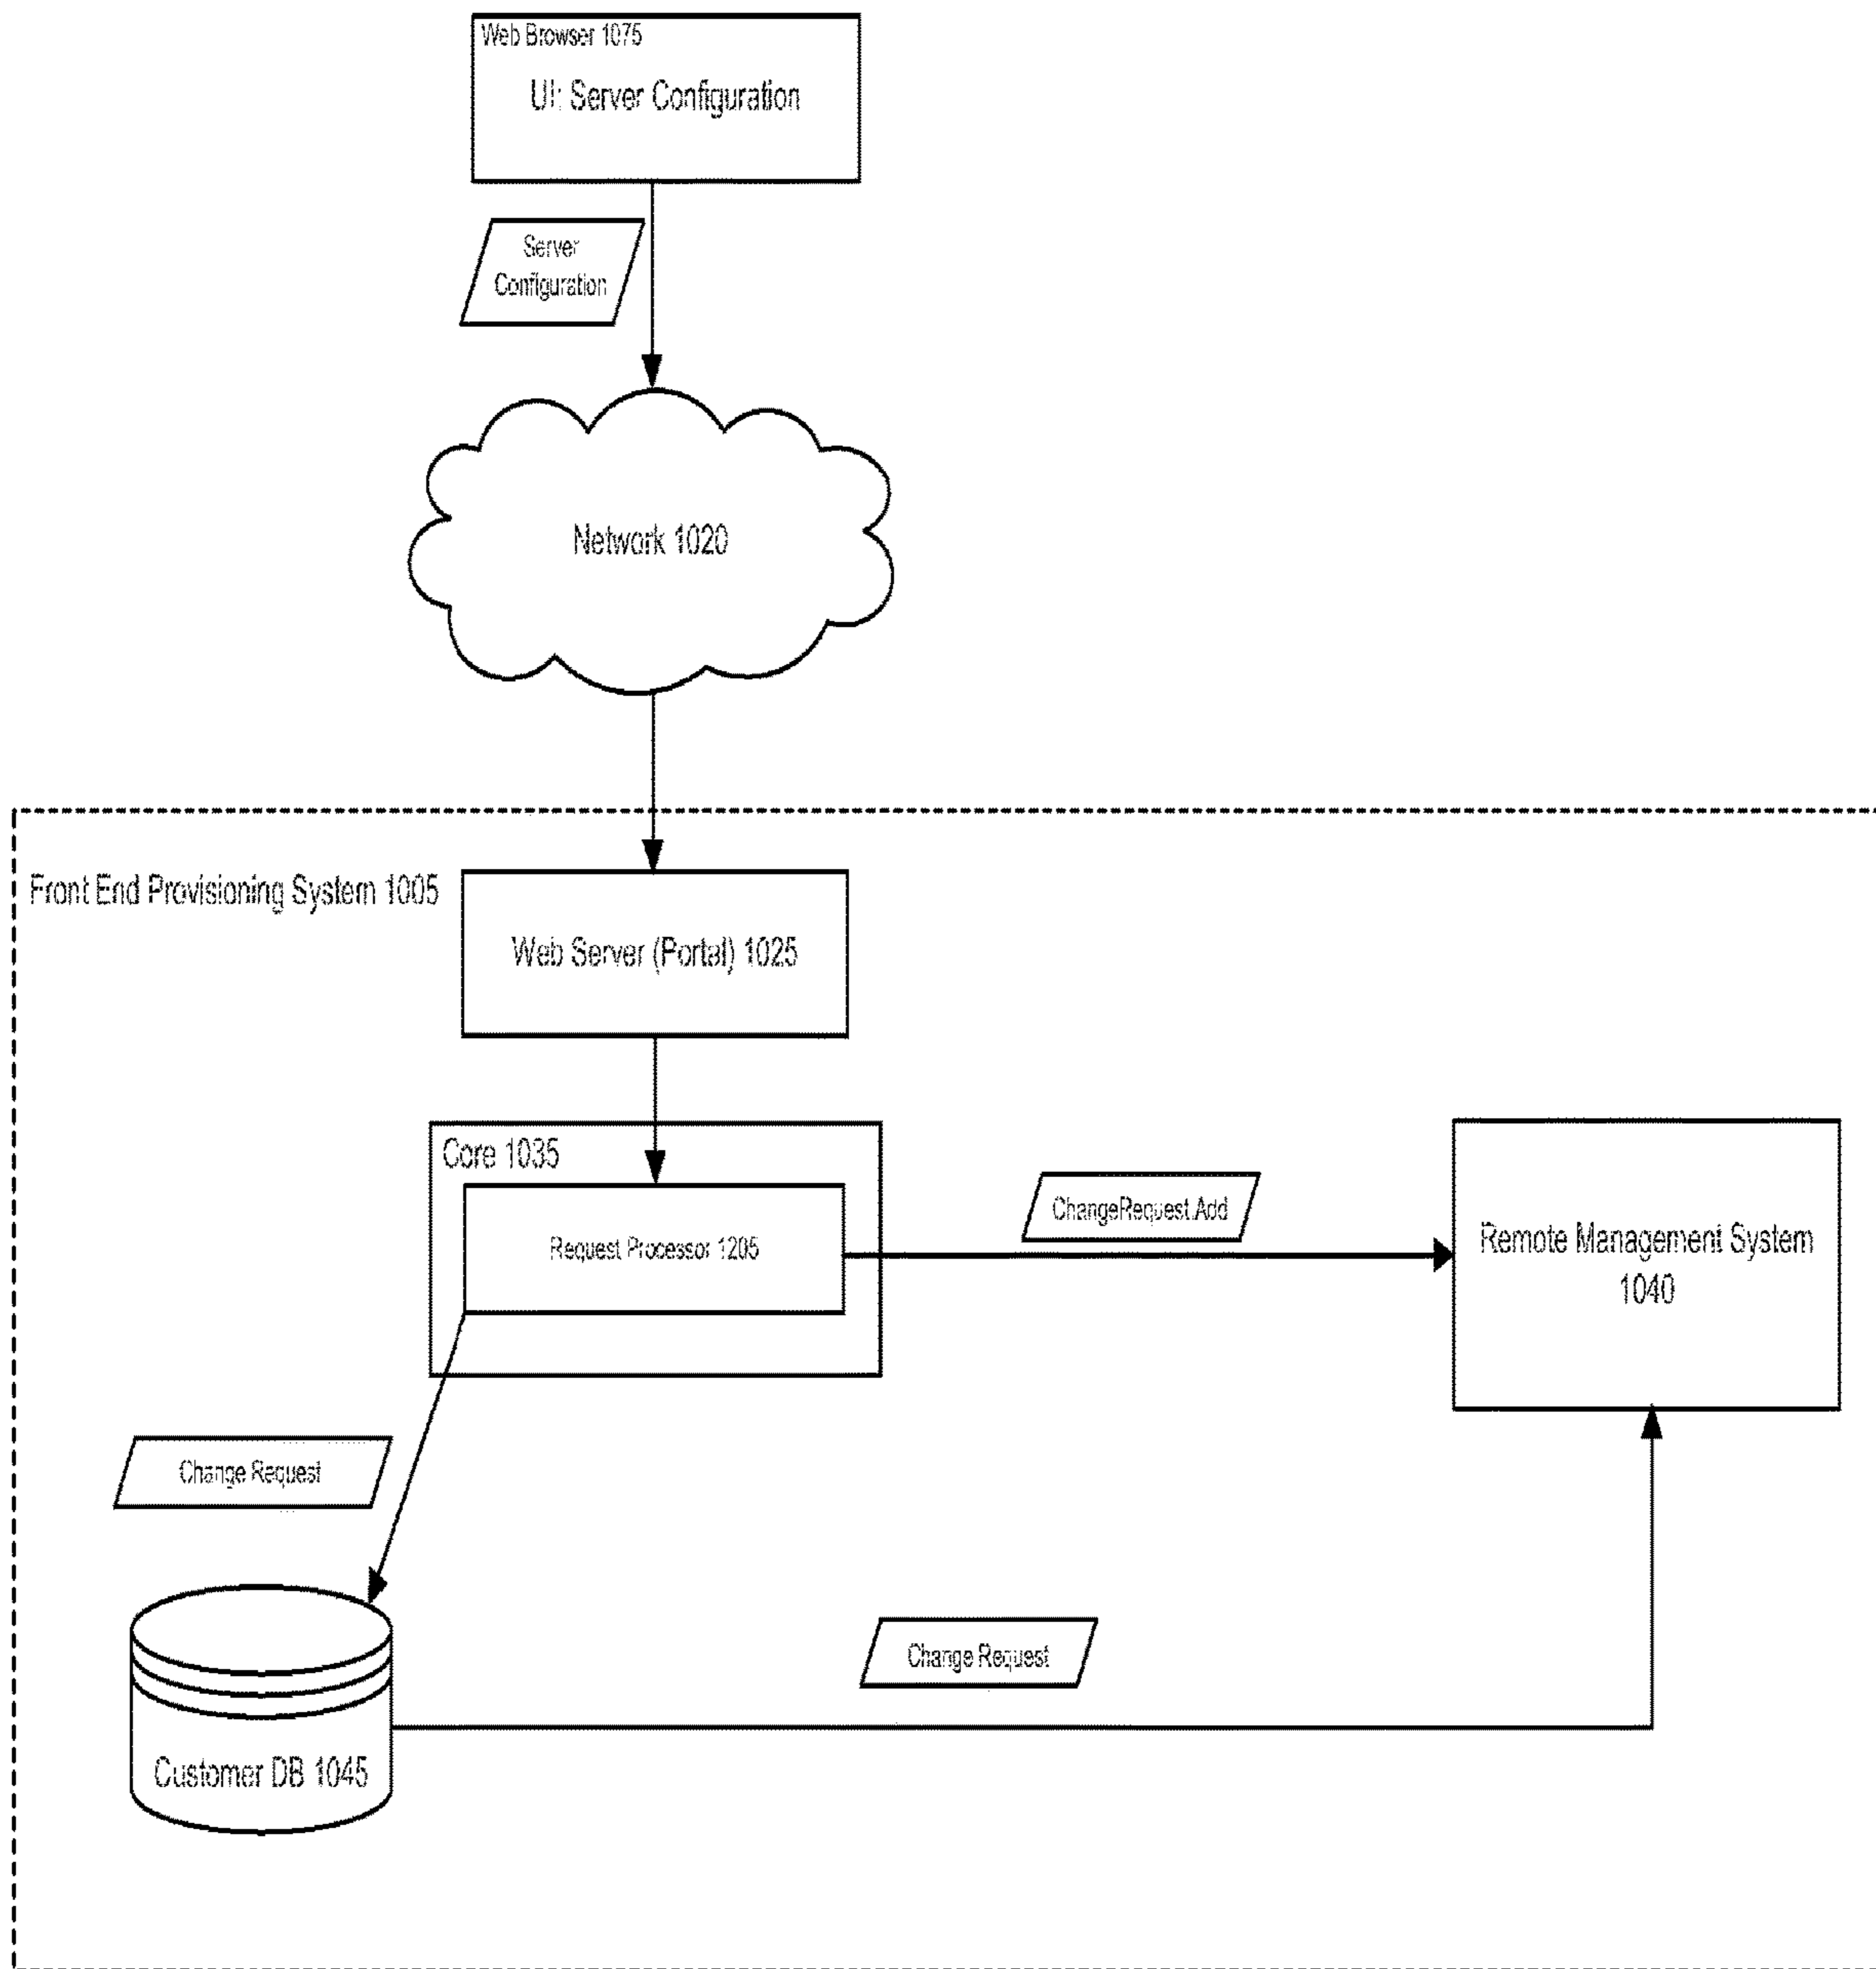 Web Browser 1075
UI: Server Configuration
Server
Configuration
Network 1020
Front End Provisioning System 1005
Web Server (Portal) 1025
Core 1035
Request Processor 1205
ChangeRequest.Add
Remote Management System
1040
Change Request
Change Request
Customer DB 1045